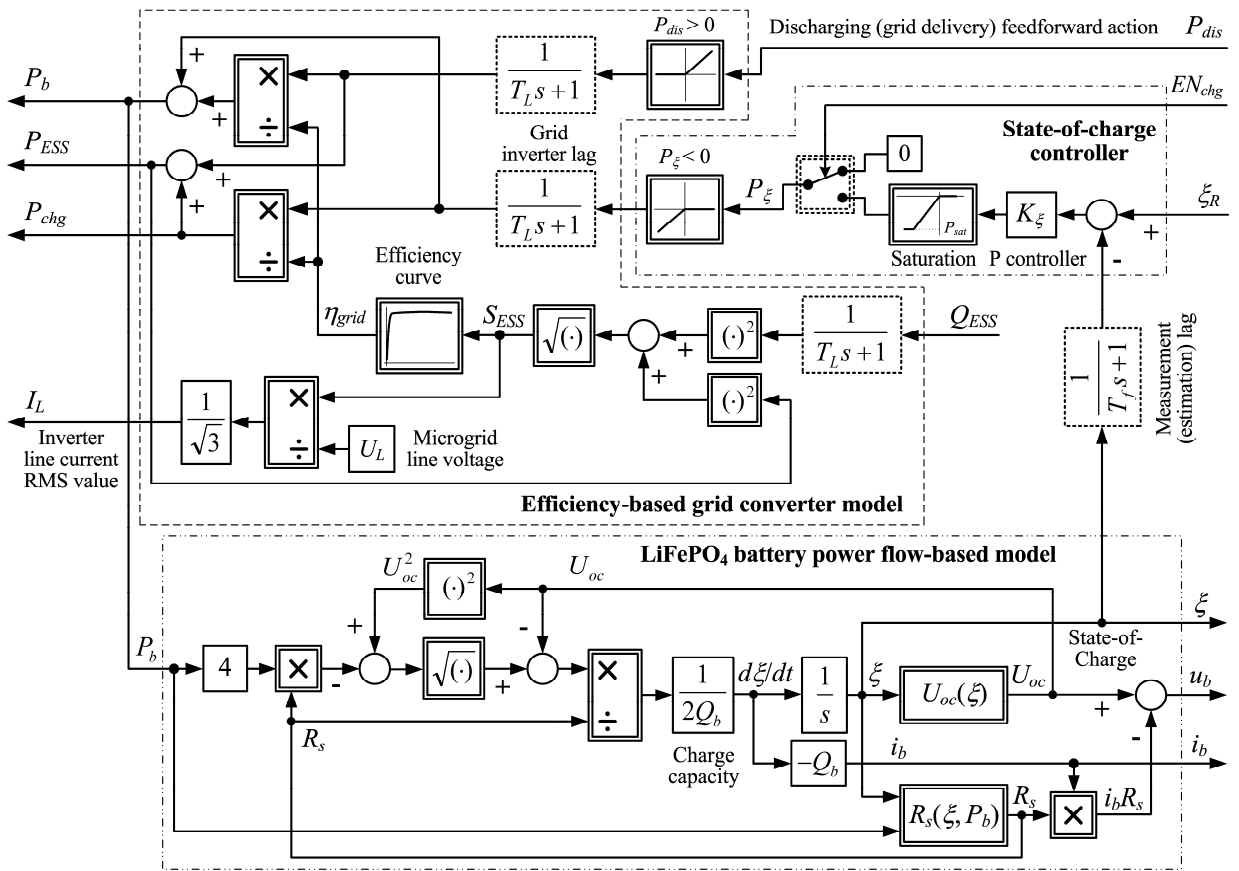 P_dis > 0
Discharging (grid delivery) feedforward action
P_dis
P_b
+
×
÷
+
1
T_L s + 1
EN_chg
State-of-charge
controller
P_ESS
+
+
Grid
inverter lag
P_ξ < 0
0
P_chg
×
÷
1
T_L s + 1
P_ξ
P_sat
K_ξ
+
-
ξ_R
Saturation
P controller
Efficiency
curve
η_grid
S_ESS
√(·)
+
+
(·)²
1
T_L s + 1
Q_ESS
(·)²
1
T_f s + 1
Measurement
(estimation) lag
I_L
Inverter
line current
RMS value
1
√3
×
÷
U_L
Microgrid
line voltage
Efficiency-based grid converter model
LiFePO₄ battery power flow-based model
U_oc²
(·)²
U_oc
ξ
+
-
State-of-
Charge
P_b
4
×
-
√(·)
+
×
÷
1
2Q_b
dξ/dt
1
s
ξ
U_oc(ξ)
U_oc
+
-
u_b
R_s
Charge
capacity
-Q_b
i_b
i_b
R_s(ξ, P_b)
R_s
×
i_b R_s